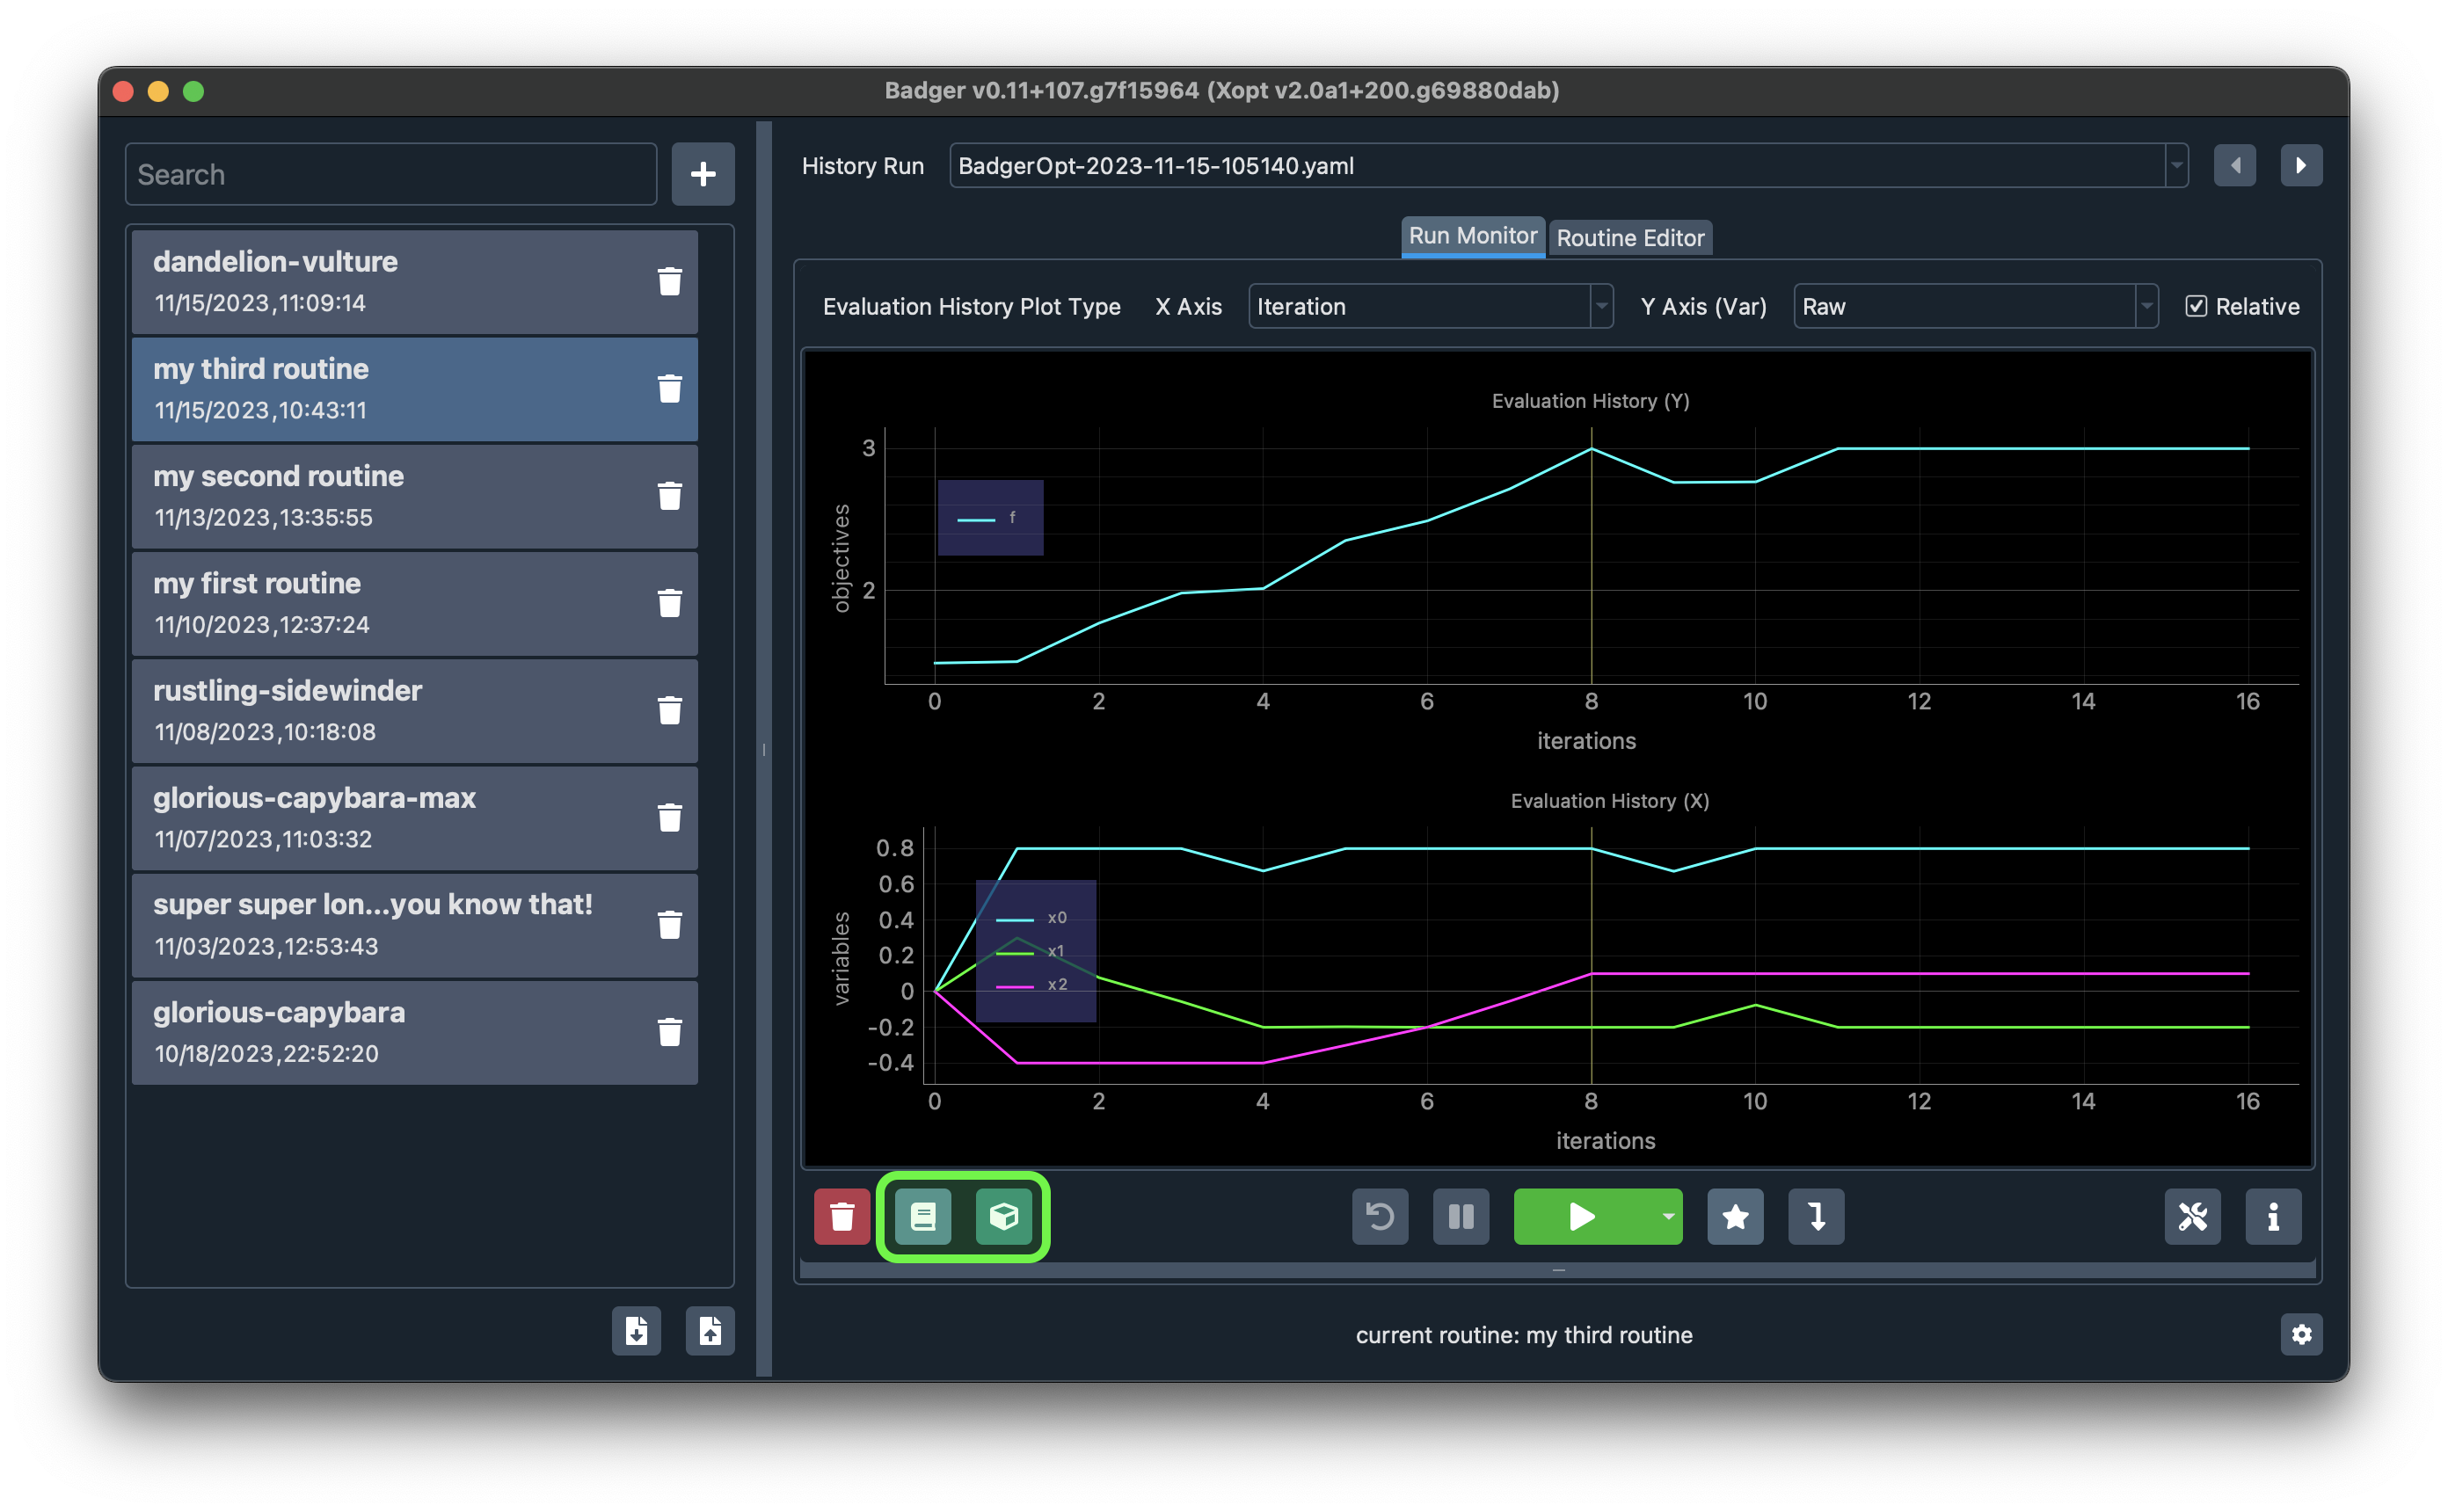 Badger v0.11+107.g7f15964 (Xopt v2.0a1+200.g69880dab)
Search
dandelion-vulture
11/15/2023,11:09:14
my third routine
11/15/2023,10:43:11
my second routine
11/13/2023,13:35:55
my first routine
11/10/2023,12:37:24
rustling-sidewinder
11/08/2023,10:18:08
glorious-capybara-max
11/07/2023,11:03:32
super super lon...you know that!
11/03/2023,12:53:43
glorious-capybara
10/18/2023,22:52:20
History Run BadgerOpt-2023-11-15-105140.yaml
Run Monitor Routine Editor
Evaluation History Plot Type X Axis Iteration Y Axis (Var) Raw Relative
Evaluation History (Y)
3
2
objectives
f
0 2 4 6 8 10 12 14 16
iterations
Evaluation History (X)
0.8
0.6
0.4
0.2
0
-0.2
-0.4
variables
x0
x1
x2
0 2 4 6 8 10 12 14 16
iterations
current routine: my third routine